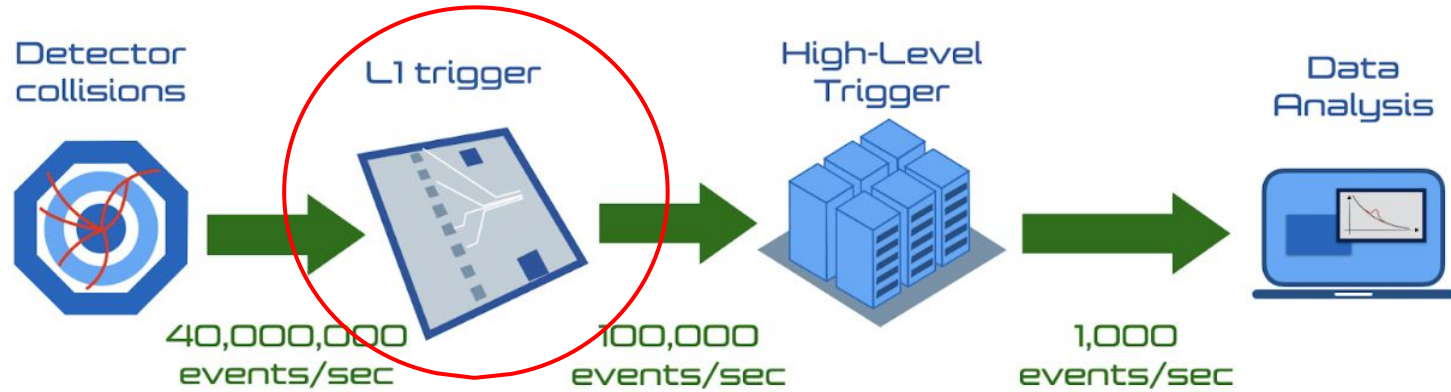 Detector
collisions
L1 trigger
High-Level
Trigger
Data
Analysis
40,000,000
events/sec
100,000
events/sec
1,000
events/sec